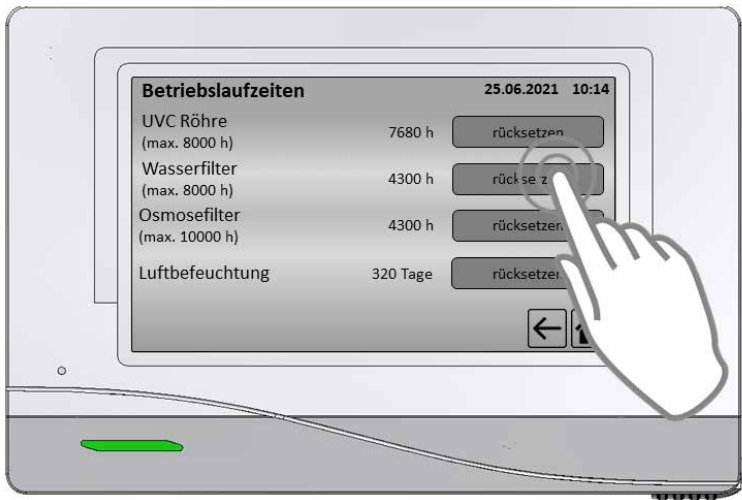 Betriebslaufzeiten 25.06.2021 10:14
UVC Röhre
(max. 8000 h) 7680 h rücksetzen
Wasserfilter
(max. 8000 h) 4300 h
Osmosefilter
(max. 10000 h) 4300 h rücksetzen
Luftbefeuchtung 320 Tage rücksetzen